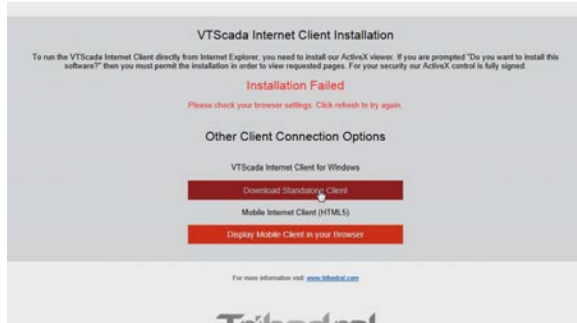 VTScada Internet Client Installation
To run the VTScada Internet Client directly from Internet Explorer, you need to install our ActiveX viewer. If you are prompted "Do you want to install this
software?" then you must permit the installation in order to view requested pages. For your security our ActiveX control is fully signed.
Installation Failed
Please check your browser settings. Click refresh to try again.
Other Client Connection Options
VTScada Internet Client for Windows
Download Standalone Client
Mobile Internet Client (HTML5)
Display Mobile Client in your Browser
For more information visit: www.trihedral.com
Trihedral